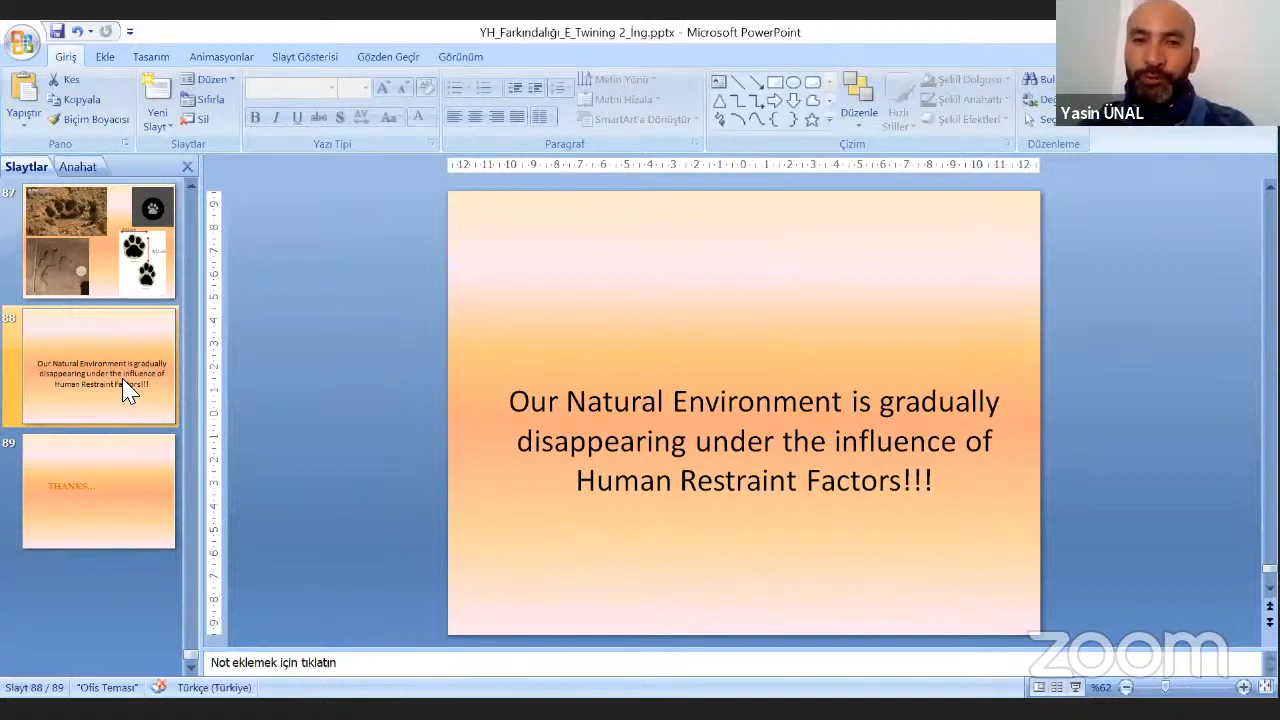 YH_Farkındalığı_E_Twining 2_İng.pptx - Microsoft PowerPoint
Giriş Ekle Tasarım Animasyonlar Slayt Gösterisi Gözden Geçir Görünüm
Yapıştır
Kes
Kopyala
Biçim Boyacısı
Pano
Yeni
Slayt
Düzen
Sıfırla
Sil
Slaytlar
Yazı Tipi
Metin Yönü
Metni Hizala
SmartArt'a Dönüştür
Paragraf
Düzenle
Hızlı
Stiller
Şekil Dolgusu
Şekil Anahattı
Şekil Efektleri
Çizim
Bul
Düzenleme
Yasin ÜNAL
Slaytlar Anahat
87
88
Our Natural Environment is gradually
disappearing under the influence of
Human Restraint Factors!!!
89
THANKS...
Our Natural Environment is gradually
disappearing under the influence of
Human Restraint Factors!!!
Not eklemek için tıklatın
zoom
Slayt 88 / 89 "Ofis Teması" Türkçe (Türkiye) %62